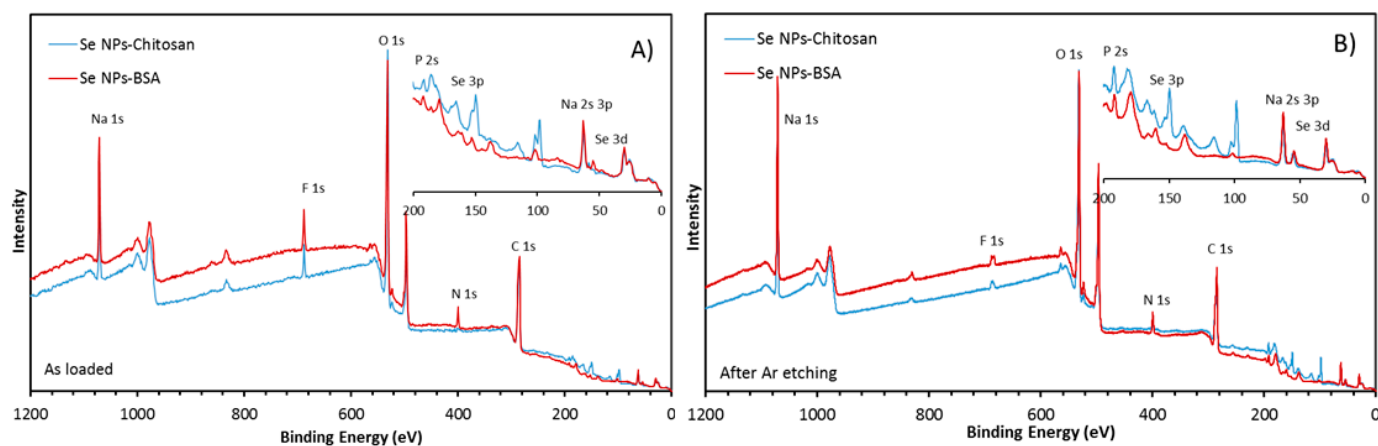 A)
Se NPs-Chitosan
Se NPs-BSA
O 1s
P 2s
Se 3p
Na 2s 3p
Se 3d
Na 1s
F 1s
C 1s
N 1s
200 150 100 50 0
Intensity
As loaded
1200 1000 800 600 400 200 0
Binding Energy (eV)
B)
Se NPs-Chitosan
Se NPs-BSA
O 1s
P 2s
Se 3p
Na 2s 3p
Se 3d
Na 1s
F 1s
C 1s
N 1s
200 150 100 50 0
Intensity
After Ar etching
1200 1000 800 600 400 200 0
Binding Energy (eV)